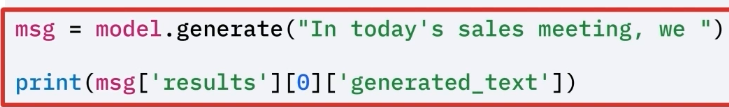 msg = model.generate("In today's sales meeting, we ")
print(msg['results'][0]['generated_text'])